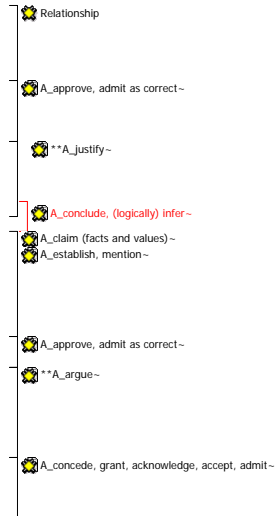 Relationship
A_approve, admit as correct~
**A_justify~
A_conclude, (logically) infer~
A_claim (facts and values)~
A_establish, mention~
A_approve, admit as correct~
**A_argue~
A_concede, grant, acknowledge, accept, admit~